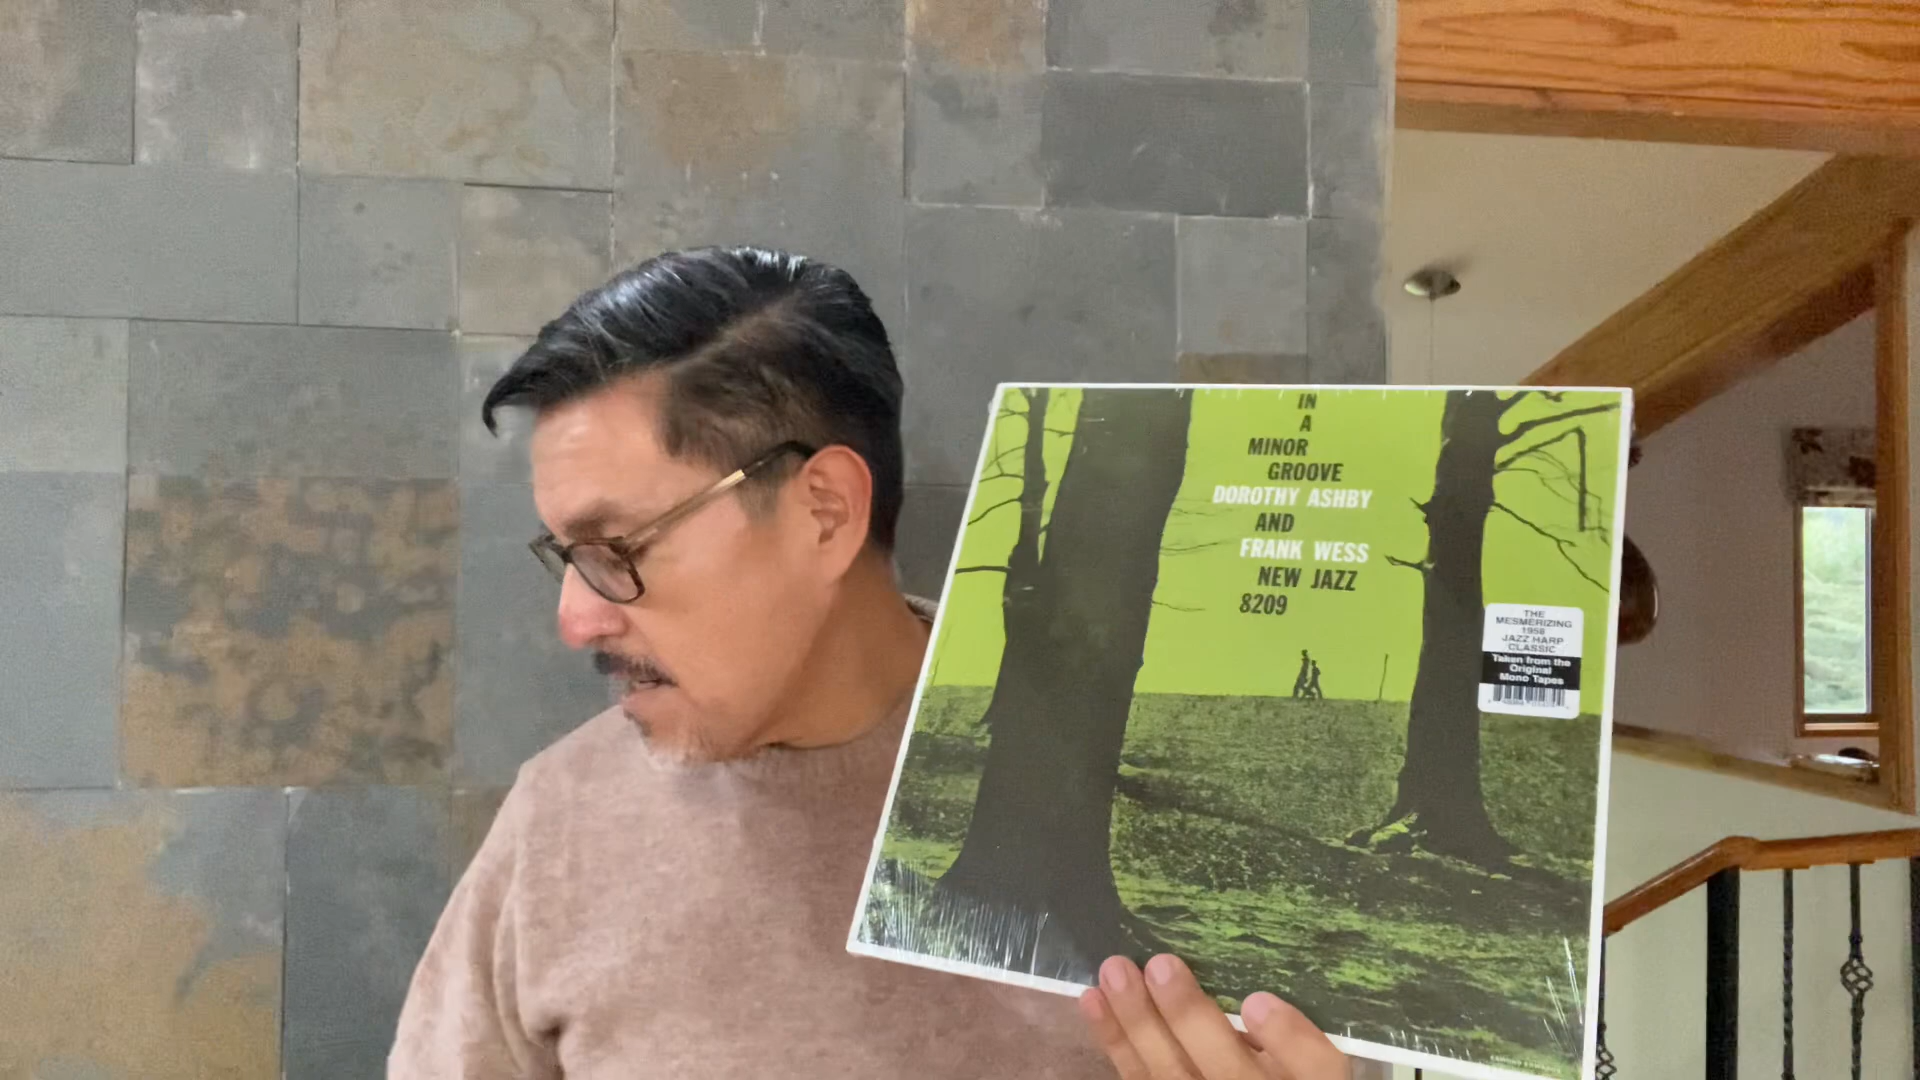 IN
A
MINOR
GROOVE
DOROTHY ASHBY
AND
FRANK WESS
NEW JAZZ
8209
THE
MESMERIZING
1958
JAZZ HARP
CLASSIC
Taken from the
Original
Mono Tapes